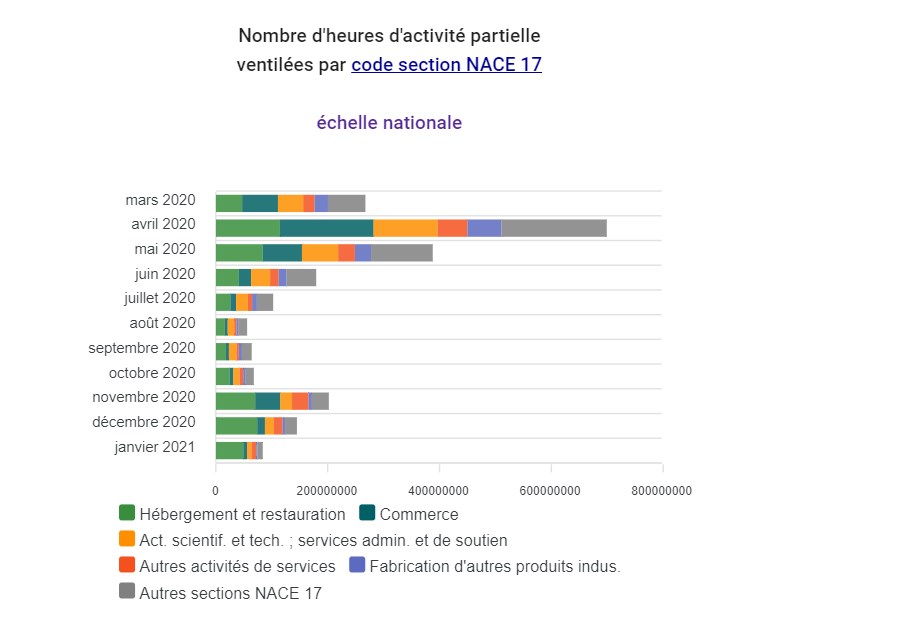 Nombre d'heures d'activité partielle
ventilées par code section NACE 17
échelle nationale
mars 2020
avril 2020
mai 2020
juin 2020
juillet 2020
août 2020
septembre 2020
octobre 2020
novembre 2020
décembre 2020
janvier 2021
0 200000000 400000000 600000000 800000000
Hébergement et restauration Commerce
Act. scientif. et tech. ; services admin. et de soutien
Autres activités de services Fabrication d'autres produits indus.
Autres sections NACE 17